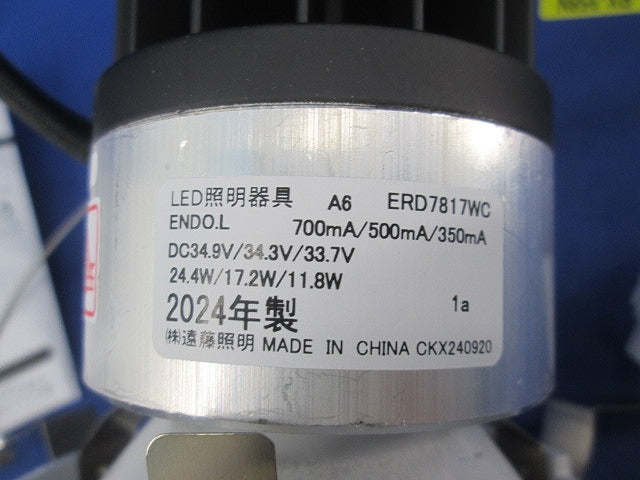 LED照明器具 A6 ERD7817WC
ENDO.L 700mA/500mA/350mA
DC34.9V/34.3V/33.7V
24.4W/17.2W/11.8W
2024年製 1a
㈱遠藤照明 MADE IN CHINA CKX240920